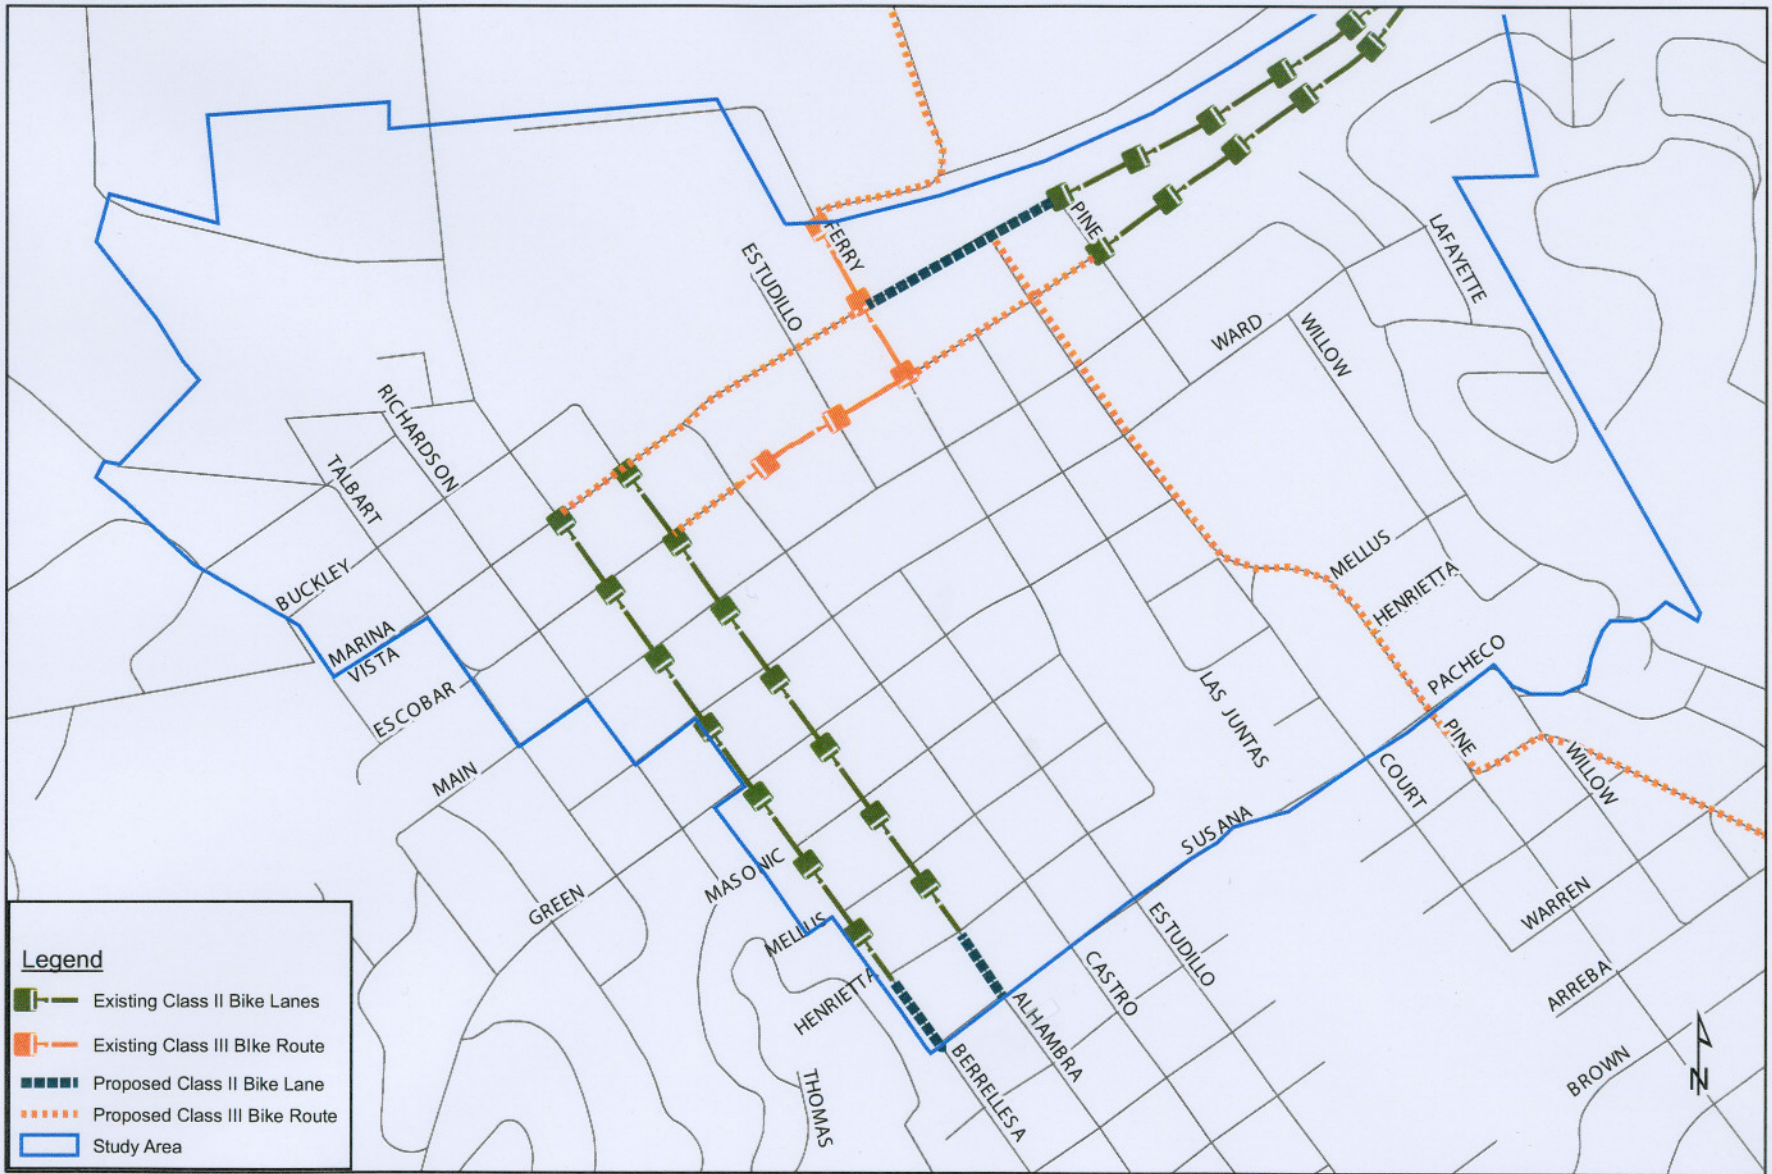 FERRY
PINE
ESTUDILLO
LAFAYETTE
WARD
WILLOW
RICHARDSON
TALBART
BUCKLEY
MARINA
VISTA
ESCOBAR
MAIN
GREEN
MASONIC
MELLUS
HENRIETTA
THOMAS
MELLUS
HENRIETTA
PACHECO
PINE
WILLOW
LAS JUNTAS
COURT
SUSANA
WARREN
ARREBA
BROWN
ESTUDILLO
CASTRO
ALHAMBRA
BERRELLESA
N
Legend
Existing Class II Bike Lanes
Existing Class III BIke Route
Proposed Class II Bike Lane
Proposed Class III Bike Route
Study Area